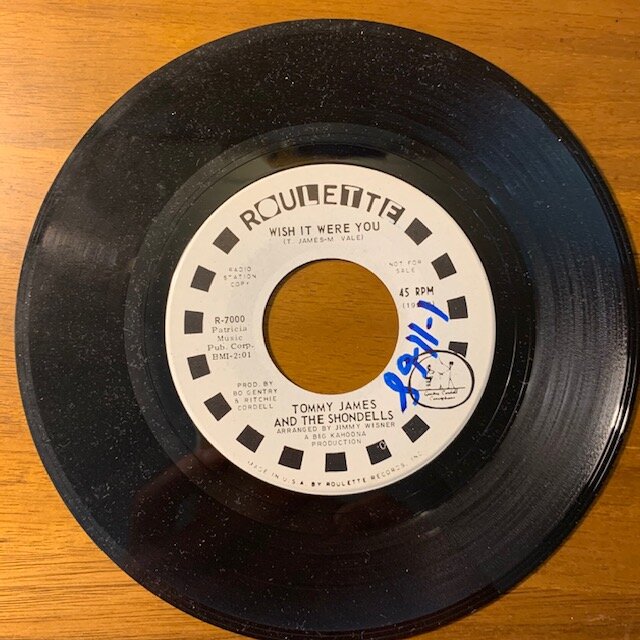 ROULETTE
WISH IT WERE YOU
(T. JAMES-M. VALE)
RADIO
STATION
COPY
NOT FOR
SALE
45 RPM
R-7000
Patricia
Music
Pub. Corp.
BMI-2:01
PROD. BY
BO GENTRY
& RITCHIE
CORDELL
TOMMY JAMES
AND THE SHONDELLS
ARRANGED BY JIMMY WISNER
A BIG KAHOONA
PRODUCTION
MADE IN U.S.A. BY ROULETTE RECORDS, INC.